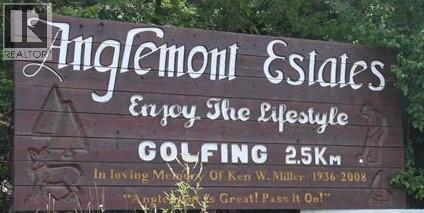 REALTOR
Anglemont Estates
Enjoy The Lifestyle
GOLFING 2.5Km
In loving Memory Of Ken W. Miller 1936-2008
"Anglemont Is Great! Pass It On!"